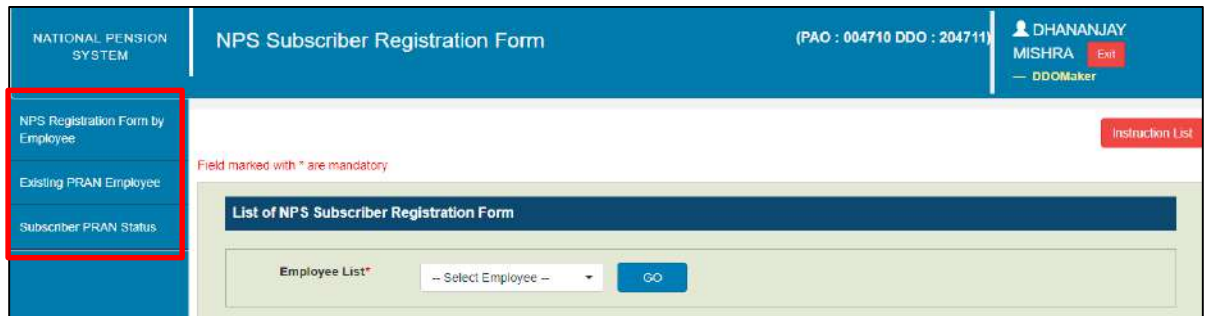 NATIONAL PENSION
SYSTEM
NPS Subscriber Registration Form
(PAO : 004710 DDO : 204711)
DHANANJAY
MISHRA Exit
— DDOMaker
NPS Registration Form by
Employee
Existing PRAN Employee
Subscriber PRAN Status
Instruction List
Field marked with * are mandatory
List of NPS Subscriber Registration Form
Employee List*
-- Select Employee --
GO